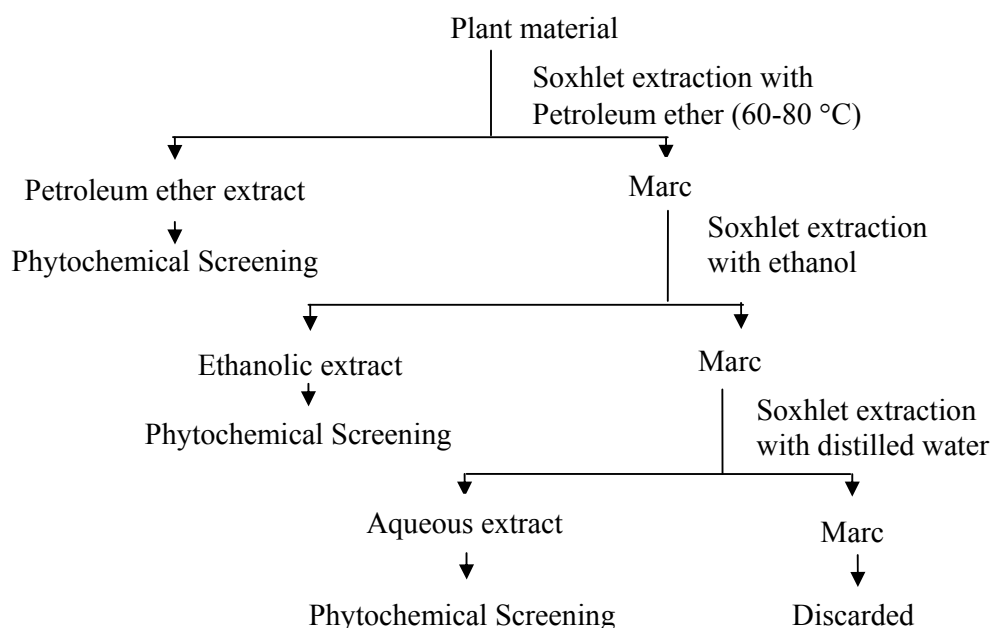 Plant material
Soxhlet extraction with
Petroleum ether (60-80 °C)
Petroleum ether extract
Marc
Phytochemical Screening
Soxhlet extraction
with ethanol
Ethanolic extract
Marc
Phytochemical Screening
Soxhlet extraction
with distilled water
Aqueous extract
Marc
Phytochemical Screening
Discarded